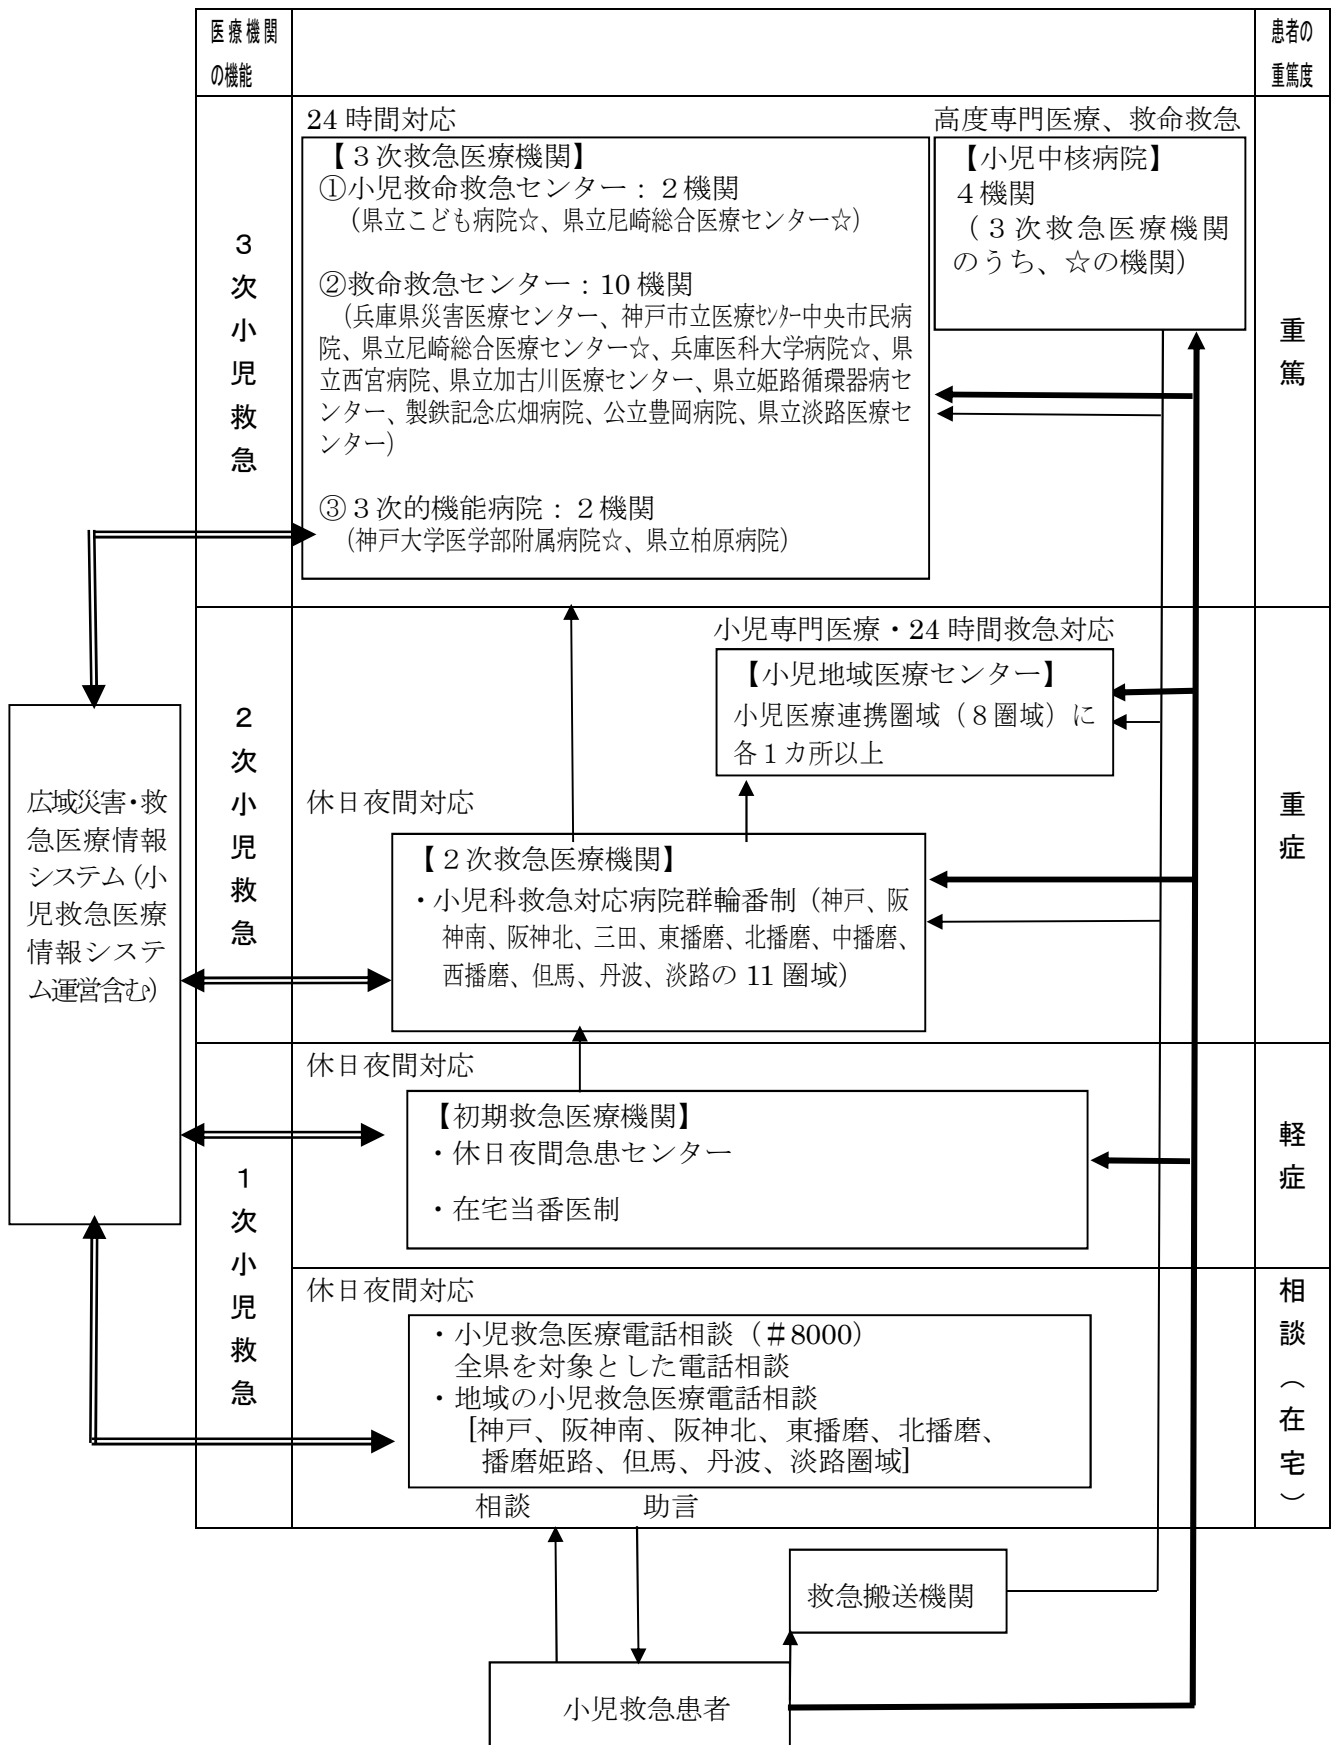 医療機関
の機能
患者の
重篤度
3次小児救急
24 時間対応
【３次救急医療機関】
①小児救命救急センター：２機関
（県立こども病院☆、県立尼崎総合医療センター☆）
②救命救急センター：10 機関
（兵庫県災害医療センター、神戸市立医療ｾﾝﾀｰ中央市民病
院、県立尼崎総合医療センター☆、兵庫医科大学病院☆、県
立西宮病院、県立加古川医療センター、県立姫路循環器病セ
ンター、製鉄記念広畑病院、公立豊岡病院、県立淡路医療セ
ンター）
③３次的機能病院：２機関
（神戸大学医学部附属病院☆、県立柏原病院）
高度専門医療、救命救急
【小児中核病院】
４機関
（３次救急医療機関
のうち、☆の機関）
重篤
2次小児救急
小児専門医療・24 時間救急対応
【小児地域医療センター】
小児医療連携圏域（８圏域）に
各１カ所以上
休日夜間対応
【２次救急医療機関】
・小児科救急対応病院群輪番制（神戸、阪
神南、阪神北、三田、東播磨、北播磨、中播磨、
西播磨、但馬、丹波、淡路の 11 圏域）
重症
広域災害・救
急医療情報
システム（小
児救急医療
情報システ
ム運営含む）
1次小児救急
休日夜間対応
【初期救急医療機関】
・休日夜間急患センター
・在宅当番医制
軽症
休日夜間対応
・小児救急医療電話相談（＃8000）
全県を対象とした電話相談
・地域の小児救急医療電話相談
[神戸、阪神南、阪神北、東播磨、北播磨、
播磨姫路、但馬、丹波、淡路圏域]
相談（在宅）
相談
助言
救急搬送機関
小児救急患者